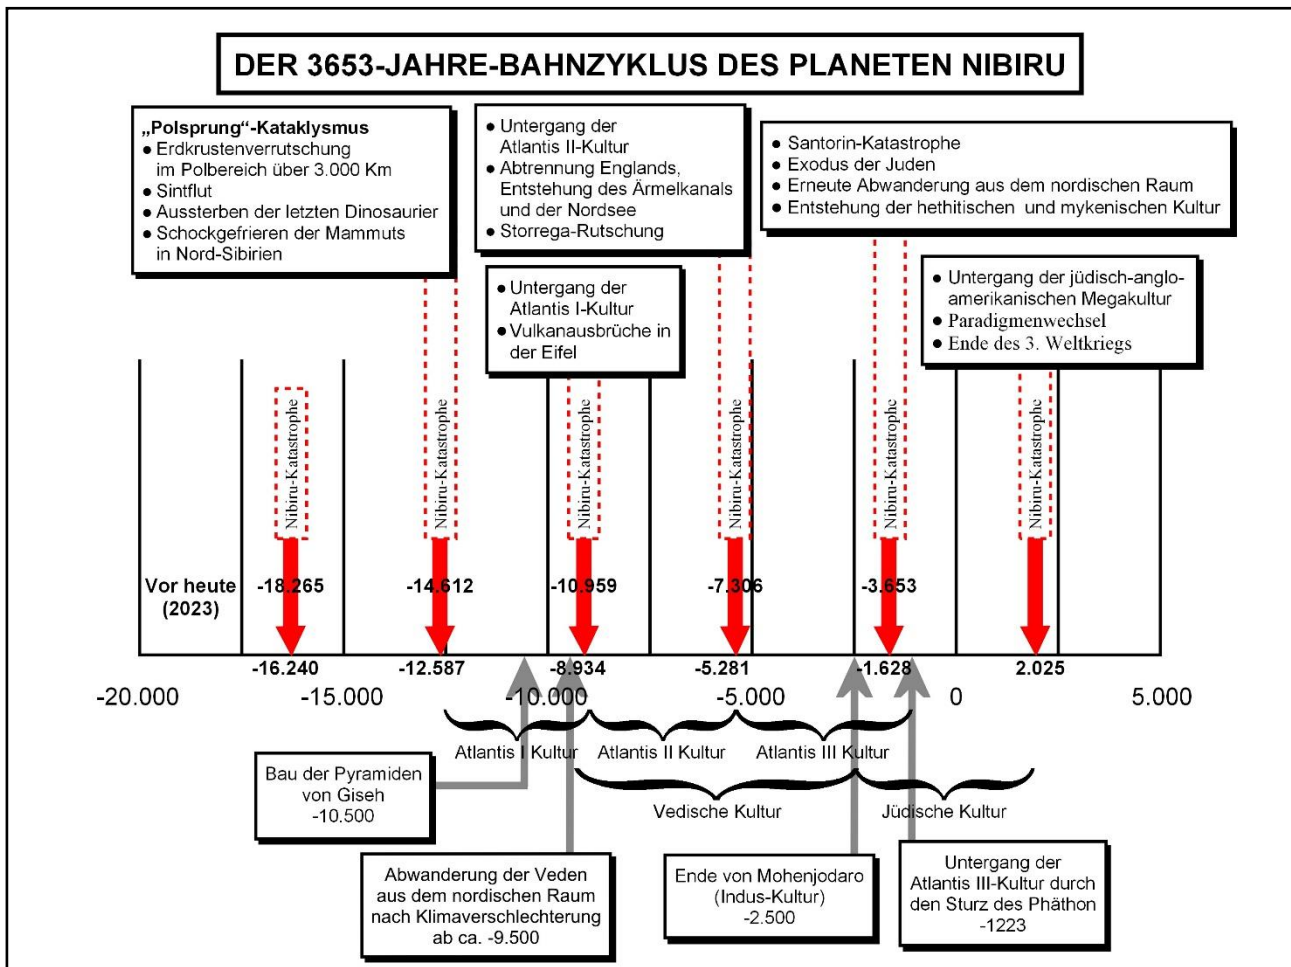 DER 3653-JAHRE-BAHNZYKLUS DES PLANETEN NIBIRU
„Polsprung“-Kataklysmus
● Erdkrustenverrutschung
im Polbereich über 3.000 Km
● Sintflut
● Aussterben der letzten Dinosaurier
● Schockgefrieren der Mammuts
in Nord-Sibirien
● Untergang der
Atlantis II-Kultur
● Abtrennung Englands,
Entstehung des Ärmelkanals
und der Nordsee
● Storrega-Rutschung
● Santorin-Katastrophe
● Exodus der Juden
● Erneute Abwanderung aus dem nordischen Raum
● Entstehung der hethitischen und mykenischen Kultur
● Untergang der
Atlantis I-Kultur
● Vulkanausbrüche in
der Eifel
● Untergang der jüdisch-anglo-
amerikanischen Megakultur
● Paradigmenwechsel
● Ende des 3. Weltkriegs
Nibiru-Katastrophe
Nibiru-Katastrophe
Nibiru-Katastrophe
Nibiru-Katastrophe
Nibiru-Katastrophe
Nibiru-Katastrophe
Vor heute
(2023)
-18.265
-14.612
-10.959
-7.306
-3.653
-16.240
-12.587
-8.934
-5.281
-1.628
2.025
-20.000
-15.000
-10.000
-5.000
0
5.000
Atlantis I Kultur
Atlantis II Kultur
Atlantis III Kultur
Vedische Kultur
Jüdische Kultur
Bau der Pyramiden
von Giseh
-10.500
Abwanderung der Veden
aus dem nordischen Raum
nach Klimaverschlechterung
ab ca. -9.500
Ende von Mohenjodaro
(Indus-Kultur)
-2.500
Untergang der
Atlantis III-Kultur durch
den Sturz des Phäthon
-1223